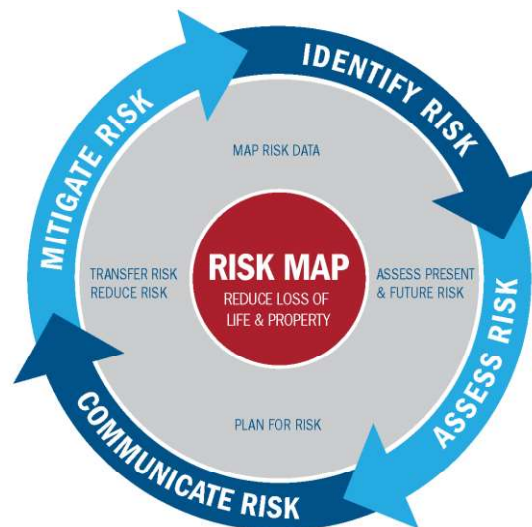 IDENTIFY RISK
MITIGATE RISK
MAP RISK DATA
TRANSFER RISK
REDUCE RISK
RISK MAP
REDUCE LOSS OF
LIFE & PROPERTY
ASSESS PRESENT
& FUTURE RISK
ASSESS RISK
PLAN FOR RISK
COMMUNICATE RISK